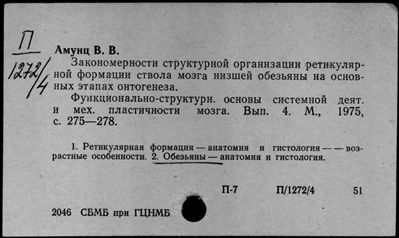 П
1272/4
Амунц В. В.
Закономерности структурной организации ретикуляр-
ной формации ствола мозга низшей обезьяны на основ-
ных этапах онтогенеза.
Функционально-структурн. основы системной деят.
и мех. пластичности мозга. Вып. 4. М., 1975,
с. 275—278.
1. Ретикулярная формация — анатомия и гистология — — воз-
растные особенности. 2. Обезьяны — анатомия и гистология.
П-7 П/1272/4 51
2046 СБМБ при ГЦНМБ